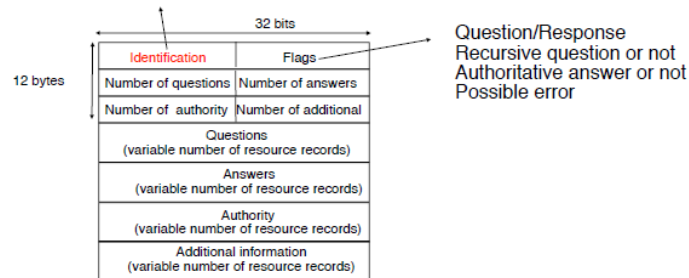 32 bits
Identification
Flags
Question/Response
Recursive question or not
Authoritative answer or not
Possible error
12 bytes
Number of questions
Number of answers
Number of authority
Number of additional
Questions
(variable number of resource records)
Answers
(variable number of resource records)
Authority
(variable number of resource records)
Additional information
(variable number of resource records)